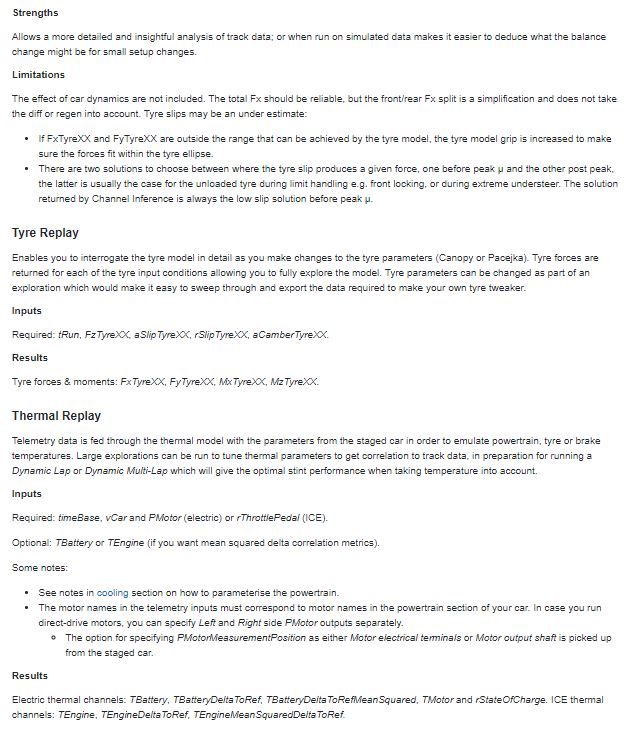 Strengths
Allows a more detailed and insightful analysis of track data; or when run on simulated data makes it easier to deduce what the balance
change might be for small setup changes.
Limitations
The effect of car dynamics are not included. The total Fx should be reliable, but the front/rear Fx split is a simplification and does not take
the diff or regen into account. Tyre slips may be an under estimate:
• If FxTyreXX and FyTyreXX are outside the range that can be achieved by the tyre model, the tyre model grip is increased to make
sure the forces fit within the tyre ellipse.
• There are two solutions to choose between where the tyre slip produces a given force, one before peak µ and the other post peak,
the latter is usually the case for the unloaded tyre during limit handling e.g. front locking, or during extreme understeer. The solution
returned by Channel Inference is always the low slip solution before peak µ.
Tyre Replay
Enables you to interrogate the tyre model in detail as you make changes to the tyre parameters (Canopy or Pacejka). Tyre forces are
returned for each of the tyre input conditions allowing you to fully explore the model. Tyre parameters can be changed as part of an
exploration which would make it easy to sweep through and export the data required to make your own tyre tweaker.
Inputs
Required: tRun, FzTyreXX, aSlipTyreXX, rSlipTyreXX, aCamberTyreXX.
Results
Tyre forces & moments: FxTyreXX, FyTyreXX, MxTyreXX, MzTyreXX.
Thermal Replay
Telemetry data is fed through the thermal model with the parameters from the staged car in order to emulate powertrain, tyre or brake
temperatures. Large explorations can be run to tune thermal parameters to get correlation to track data, in preparation for running a
Dynamic Lap or Dynamic Multi-Lap which will give the optimal stint performance when taking temperature into account.
Inputs
Required: timeBase, vCar and PMotor (electric) or rThrottlePedal (ICE).
Optional: TBattery or TEngine (if you want mean squared delta correlation metrics).
Some notes:
• See notes in cooling section on how to parameterise the powertrain.
• The motor names in the telemetry inputs must correspond to motor names in the powertrain section of your car. In case you run
direct-drive motors, you can specify Left and Right side PMotor outputs separately.
◦ The option for specifying PMotorMeasurementPosition as either Motor electrical terminals or Motor output shaft is picked up
from the staged car.
Results
Electric thermal channels: TBattery, TBatteryDeltaToRef, TBatteryDeltaToRefMeanSquared, TMotor and rStateOfCharge. ICE thermal
channels: TEngine, TEngineDeltaToRef, TEngineMeanSquaredDeltaToRef.